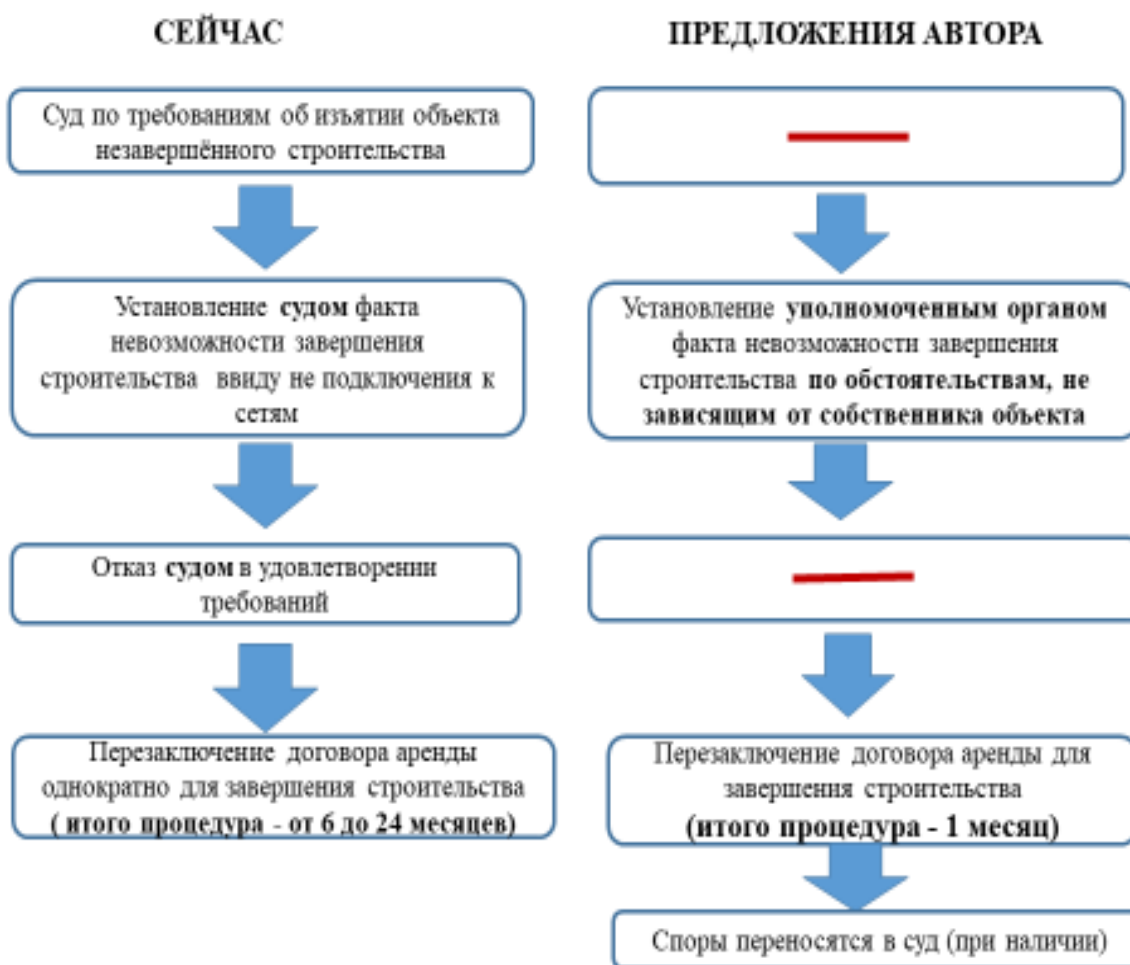 СЕЙЧАС
Суд по требованиям об изъятии объекта
незавершённого строительства
Установление судом факта
невозможности завершения
строительства ввиду не подключения к
сетям
Отказ судом в удовлетворении
требований
Перезаключение договора аренды
однократно для завершения строительства
( итого процедура - от 6 до 24 месяцев)
ПРЕДЛОЖЕНИЯ АВТОРА
Установление уполномоченным органом
факта невозможности завершения
строительства по обстоятельствам, не
зависящим от собственника объекта
Перезаключение договора аренды для
завершения строительства
(итого процедура - 1 месяц)
Споры переносятся в суд (при наличии)